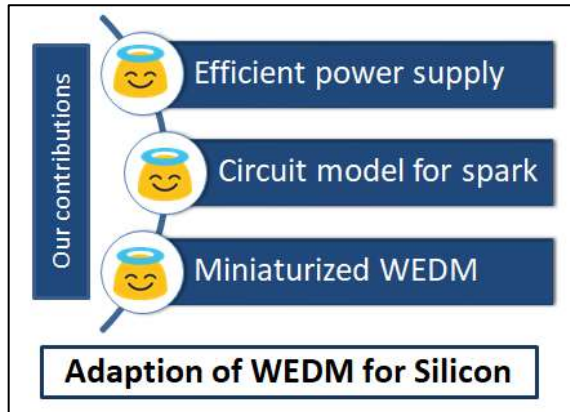 Our contributions
Efficient power supply
Circuit model for spark
Miniaturized WEDM
Adaption of WEDM for Silicon